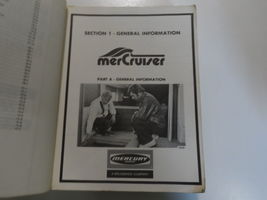 SECTION 1 - GENERAL INFORMATION
merCruiser
PART A - GENERAL INFORMATION
MERCURY
A BRUNSWICK COMPANY